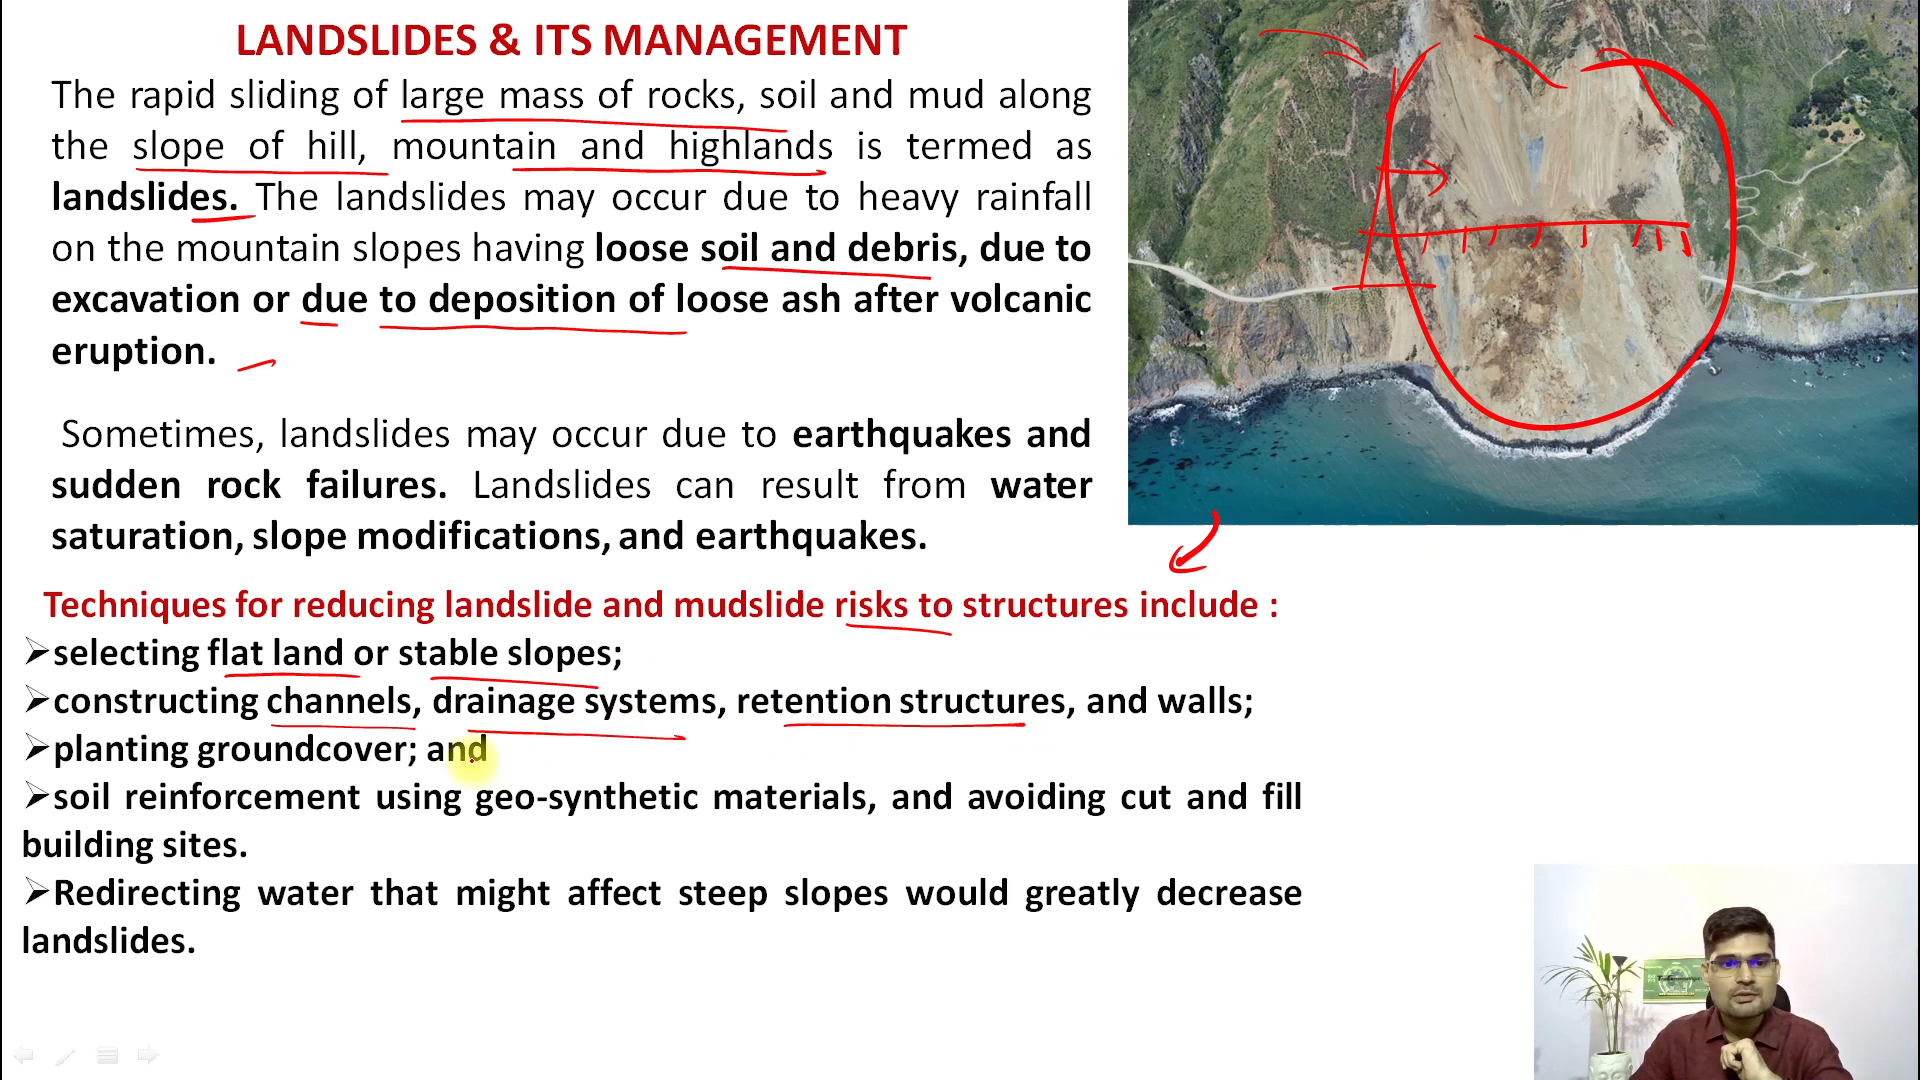 LANDSLIDES & ITS MANAGEMENT
The rapid sliding of large mass of rocks, soil and mud along
the slope of hill, mountain and highlands is termed as
landslides. The landslides may occur due to heavy rainfall
on the mountain slopes having loose soil and debris, due to
excavation or due to deposition of loose ash after volcanic
eruption.
Sometimes, landslides may occur due to earthquakes and
sudden rock failures. Landslides can result from water
saturation, slope modifications, and earthquakes.
Techniques for reducing landslide and mudslide risks to structures include :
➢selecting flat land or stable slopes;
➢constructing channels, drainage systems, retention structures, and walls;
➢planting groundcover; and
➢soil reinforcement using geo-synthetic materials, and avoiding cut and fill
building sites.
➢Redirecting water that might affect steep slopes would greatly decrease
landslides.